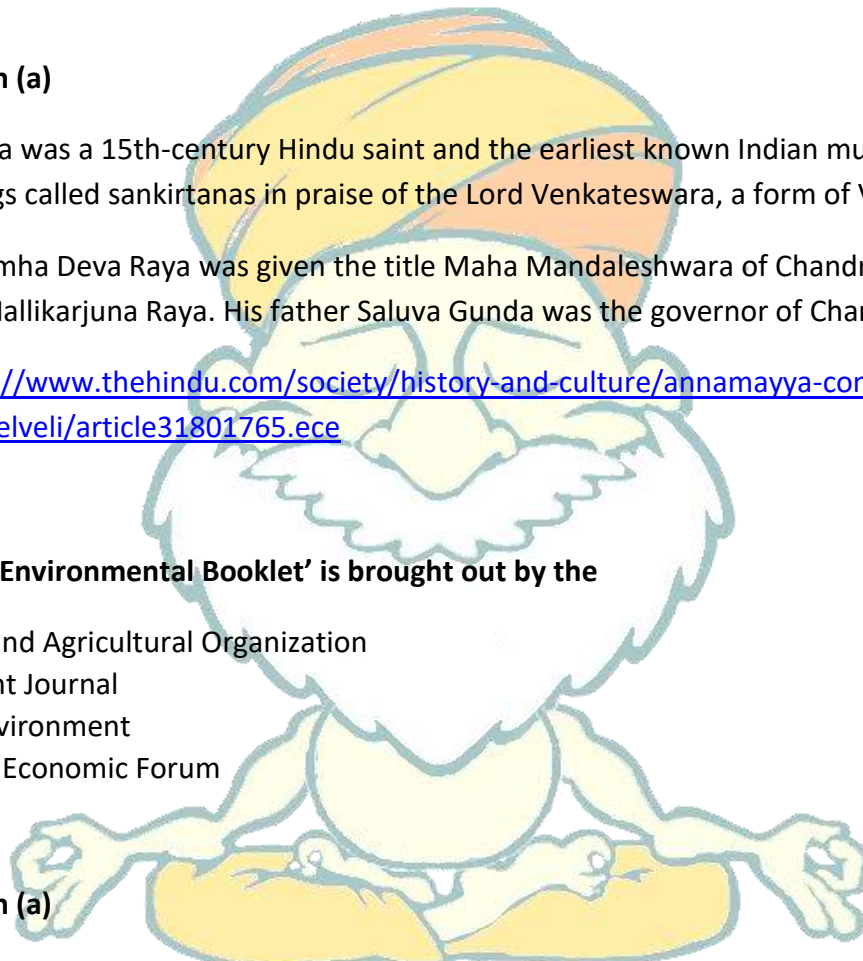 n (a)
a was a 15th-century Hindu saint and the earliest known Indian mu
gs called sankirtanas in praise of the Lord Venkateswara, a form of V
mha Deva Raya was given the title Maha Mandaleshwara of Chandr
Mallikarjuna Raya. His father Saluva Gunda was the governor of Chan
://www.thehindu.com/society/history-and-culture/annamayya-cor
elveli/article31801765.ece
Environmental Booklet’ is brought out by the
nd Agricultural Organization
nt Journal
vironment
Economic Forum
n (a)